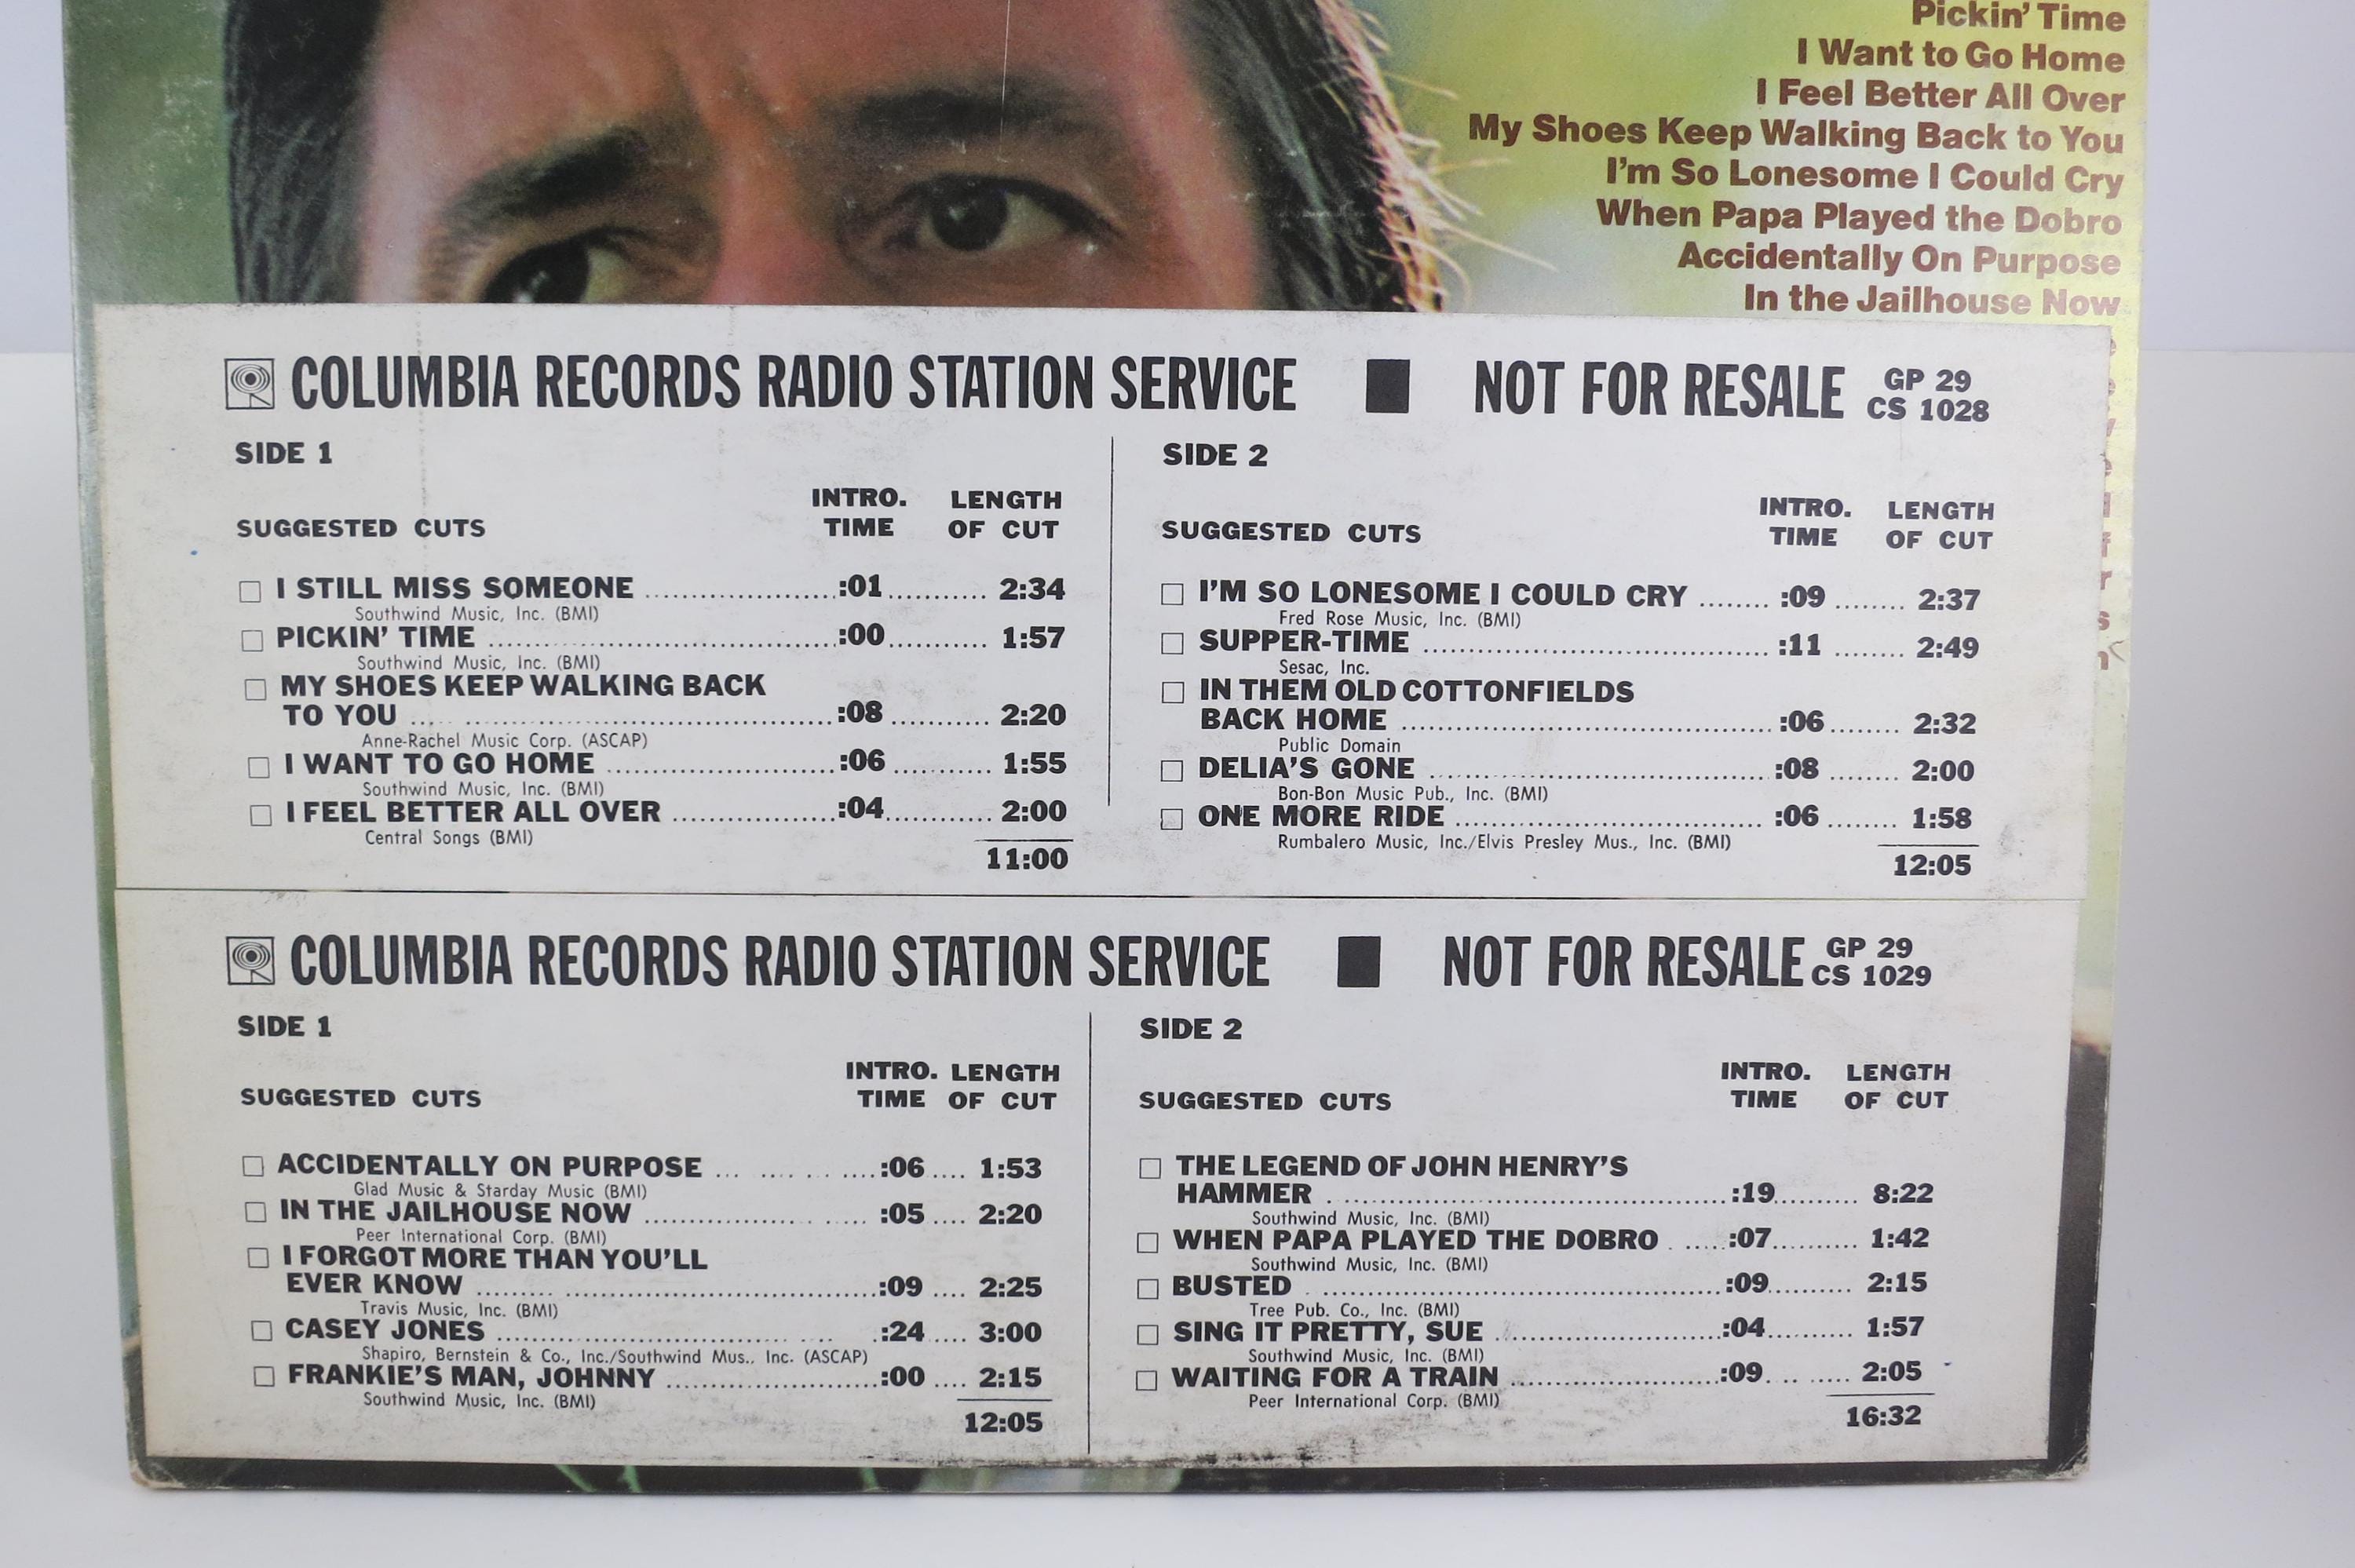 Pickin' Time
I Want to Go Home
I Feel Better All Over
My Shoes Keep Walking Back to You
I'm So Lonesome I Could Cry
When Papa Played the Dobro
Accidentally On Purpose
In the Jailhouse Now
COLUMBIA RECORDS RADIO STATION SERVICE ■ NOT FOR RESALE GP 29
CS 1028
SIDE 1
INTRO. LENGTH
SUGGESTED CUTS TIME OF CUT
☐ I STILL MISS SOMEONE ........ :01 ........ 2:34
Southwind Music, Inc. (BMI)
☐ PICKIN' TIME ........ :00 ........ 1:57
Southwind Music, Inc. (BMI)
☐ MY SHOES KEEP WALKING BACK
TO YOU ........ :08 ........ 2:20
Anne-Rachel Music Corp. (ASCAP)
☐ I WANT TO GO HOME ........ :06 ........ 1:55
Southwind Music, Inc. (BMI)
☐ I FEEL BETTER ALL OVER ........ :04 ........ 2:00
Central Songs (BMI)
11:00
SIDE 2
INTRO. LENGTH
SUGGESTED CUTS TIME OF CUT
☐ I'M SO LONESOME I COULD CRY ........ :09 ........ 2:37
Fred Rose Music, Inc. (BMI)
☐ SUPPER-TIME ........ :11 ........ 2:49
Sesac, Inc.
☐ IN THEM OLD COTTONFIELDS
BACK HOME ........ :06 ........ 2:32
Public Domain
☐ DELIA'S GONE ........ :08 ........ 2:00
Bon-Bon Music Pub., Inc. (BMI)
☐ ONE MORE RIDE ........ :06 ........ 1:58
Rumbalero Music, Inc./Elvis Presley Mus., Inc. (BMI)
12:05
COLUMBIA RECORDS RADIO STATION SERVICE ■ NOT FOR RESALE GP 29
CS 1029
SIDE 1
INTRO. LENGTH
SUGGESTED CUTS TIME OF CUT
☐ ACCIDENTALLY ON PURPOSE ........ :06 .... 1:53
Glad Music & Starday Music (BMI)
☐ IN THE JAILHOUSE NOW ........ :05 .... 2:20
Peer International Corp. (BMI)
☐ I FORGOT MORE THAN YOU'LL
EVER KNOW ........ :09 .... 2:25
Travis Music, Inc. (BMI)
☐ CASEY JONES ........ :24 .... 3:00
Shapiro, Bernstein & Co., Inc./Southwind Mus., Inc. (ASCAP)
☐ FRANKIE'S MAN, JOHNNY ........ :00 .... 2:15
Southwind Music, Inc. (BMI)
12:05
SIDE 2
INTRO. LENGTH
SUGGESTED CUTS TIME OF CUT
☐ THE LEGEND OF JOHN HENRY'S
HAMMER ........ :19 ........ 8:22
Southwind Music, Inc. (BMI)
☐ WHEN PAPA PLAYED THE DOBRO ........ :07 ........ 1:42
Southwind Music, Inc. (BMI)
☐ BUSTED ........ :09 ........ 2:15
Tree Pub. Co., Inc. (BMI)
☐ SING IT PRETTY, SUE ........ :04 ........ 1:57
Southwind Music, Inc. (BMI)
☐ WAITING FOR A TRAIN ........ :09 ........ 2:05
Peer International Corp. (BMI)
16:32